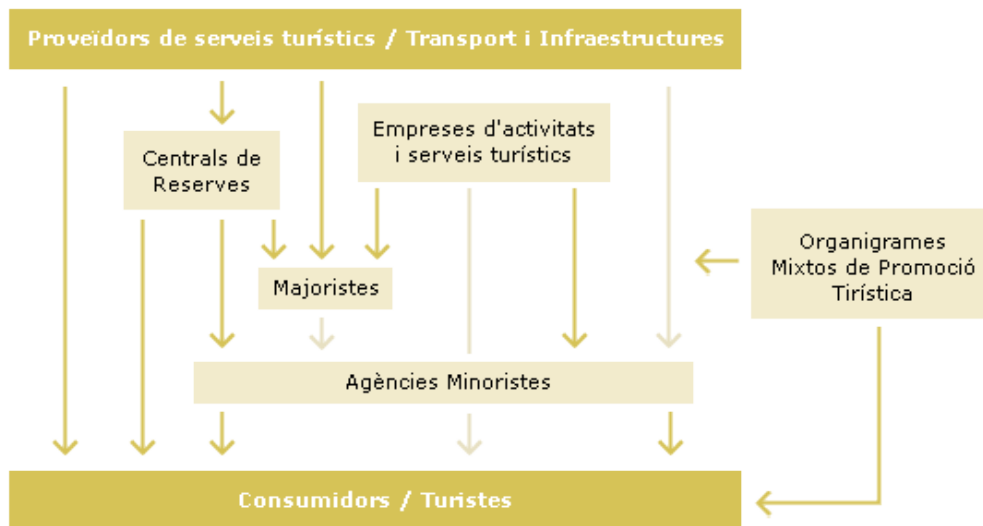 Proveïdors de serveis turístics / Transport i Infraestructures
Empreses d'activitats
i serveis turístics
Centrals de
Reserves
Organigrames
Mixtos de Promoció
Tirística
Majoristes
Agències Minoristes
Consumidors / Turistes